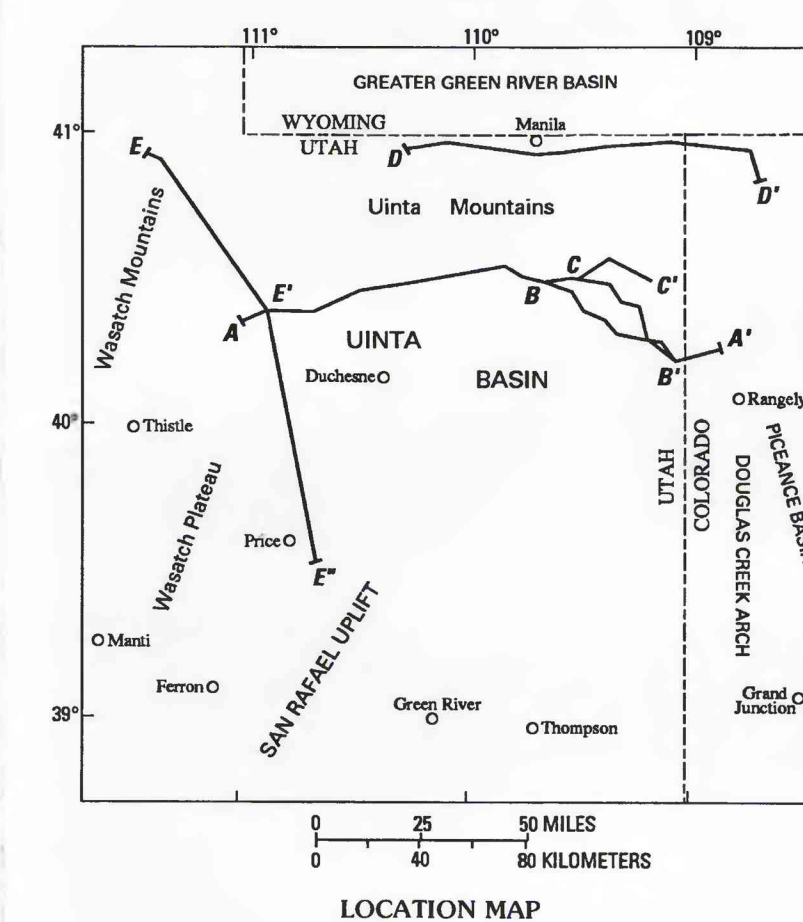 111°
110°
109°
GREATER GREEN RIVER BASIN
41°
WYOMING
UTAH
Manila
E
D
D'
Uinta Mountains
Wasatch Mountains
C
C'
B
E'
A
A'
B'
UINTA
BASIN
Duchesne
Rangely
40°
Thistle
UTAH
COLORADO
PICEANCE
DOUGLAS CREEK ARCH
Wasatch Plateau
Price
E"
SAN RAFAEL UPLIFT
Manti
Ferron
Green River
Thompson
Grand
Junction
39°
0 25 50 MILES
0 40 80 KILOMETERS
LOCATION MAP